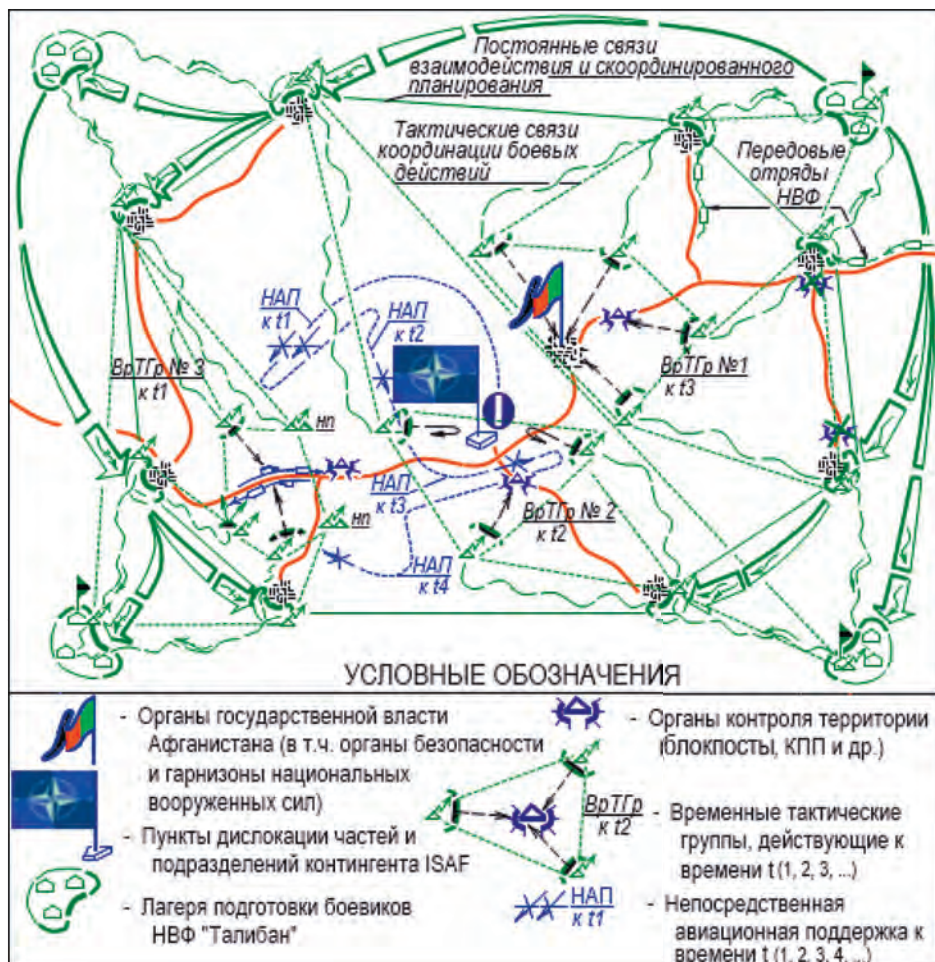 Постоянные связи
взаимодействия и скоординированного
планирования
Тактические связи
координации боевых
действий
Передовые
отряды
НВФ
НАП
к t1
НАП
к t2
ВрТГр № 3
к t1
ВрТГр №1
к t3
нп
НАП
к t3
ВрТГр № 2
к t2
нп
НАП
к t4
УСЛОВНЫЕ ОБОЗНАЧЕНИЯ
- Органы государственной власти
Афганистана (в т.ч. органы безопасности
и гарнизоны национальных
вооруженных сил)
- Пункты дислокации частей и
подразделений контингента ISAF
- Лагеря подготовки боевиков
НВФ "Талибан"
- Органы контроля территории
(блокпосты, КПП и др.)
ВрТГр
к t2
- Временные тактические
группы, действующие к
времени t (1, 2, 3, ...)
НАП
к t1
- Непосредственная
авиационная поддержка к
времени t (1, 2, 3, 4, ...)